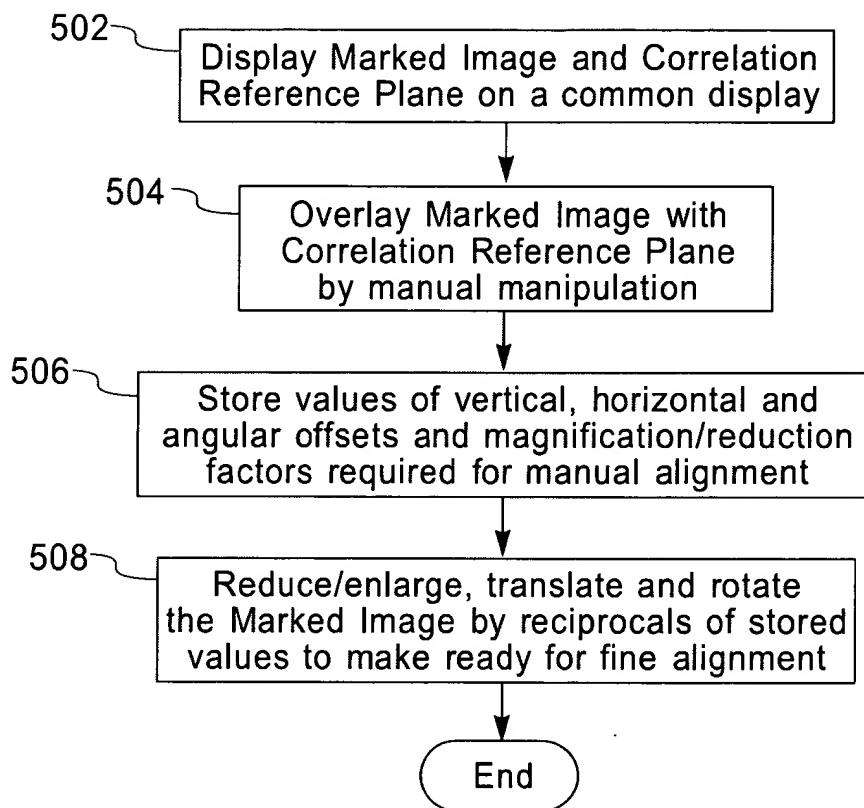 502
Display Marked Image and Correlation
Reference Plane on a common display
504
Overlay Marked Image with
Correlation Reference Plane
by manual manipulation
506
Store values of vertical, horizontal and
angular offsets and magnification/reduction
factors required for manual alignment
508
Reduce/enlarge, translate and rotate
the Marked Image by reciprocals of stored
values to make ready for fine alignment
End